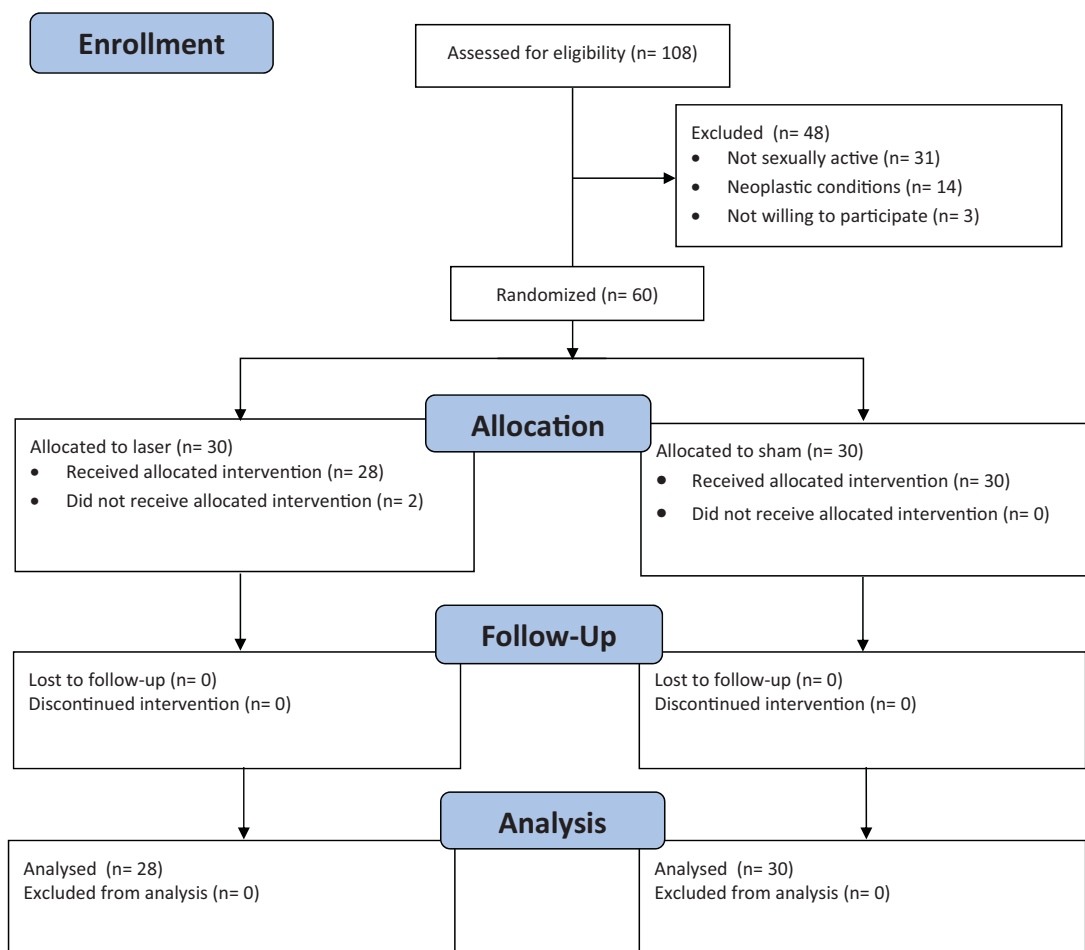 Enrollment
Assessed for eligibility (n= 108)
Excluded (n= 48)
• Not sexually active (n= 31)
• Neoplastic conditions (n= 14)
• Not willing to participate (n= 3)
Randomized (n= 60)
Allocation
Allocated to laser (n= 30)
• Received allocated intervention (n= 28)
• Did not receive allocated intervention (n= 2)
Allocated to sham (n= 30)
• Received allocated intervention (n= 30)
• Did not receive allocated intervention (n= 0)
Follow-Up
Lost to follow-up (n= 0)
Discontinued intervention (n= 0)
Lost to follow-up (n= 0)
Discontinued intervention (n= 0)
Analysis
Analysed (n= 28)
Excluded from analysis (n= 0)
Analysed (n= 30)
Excluded from analysis (n= 0)